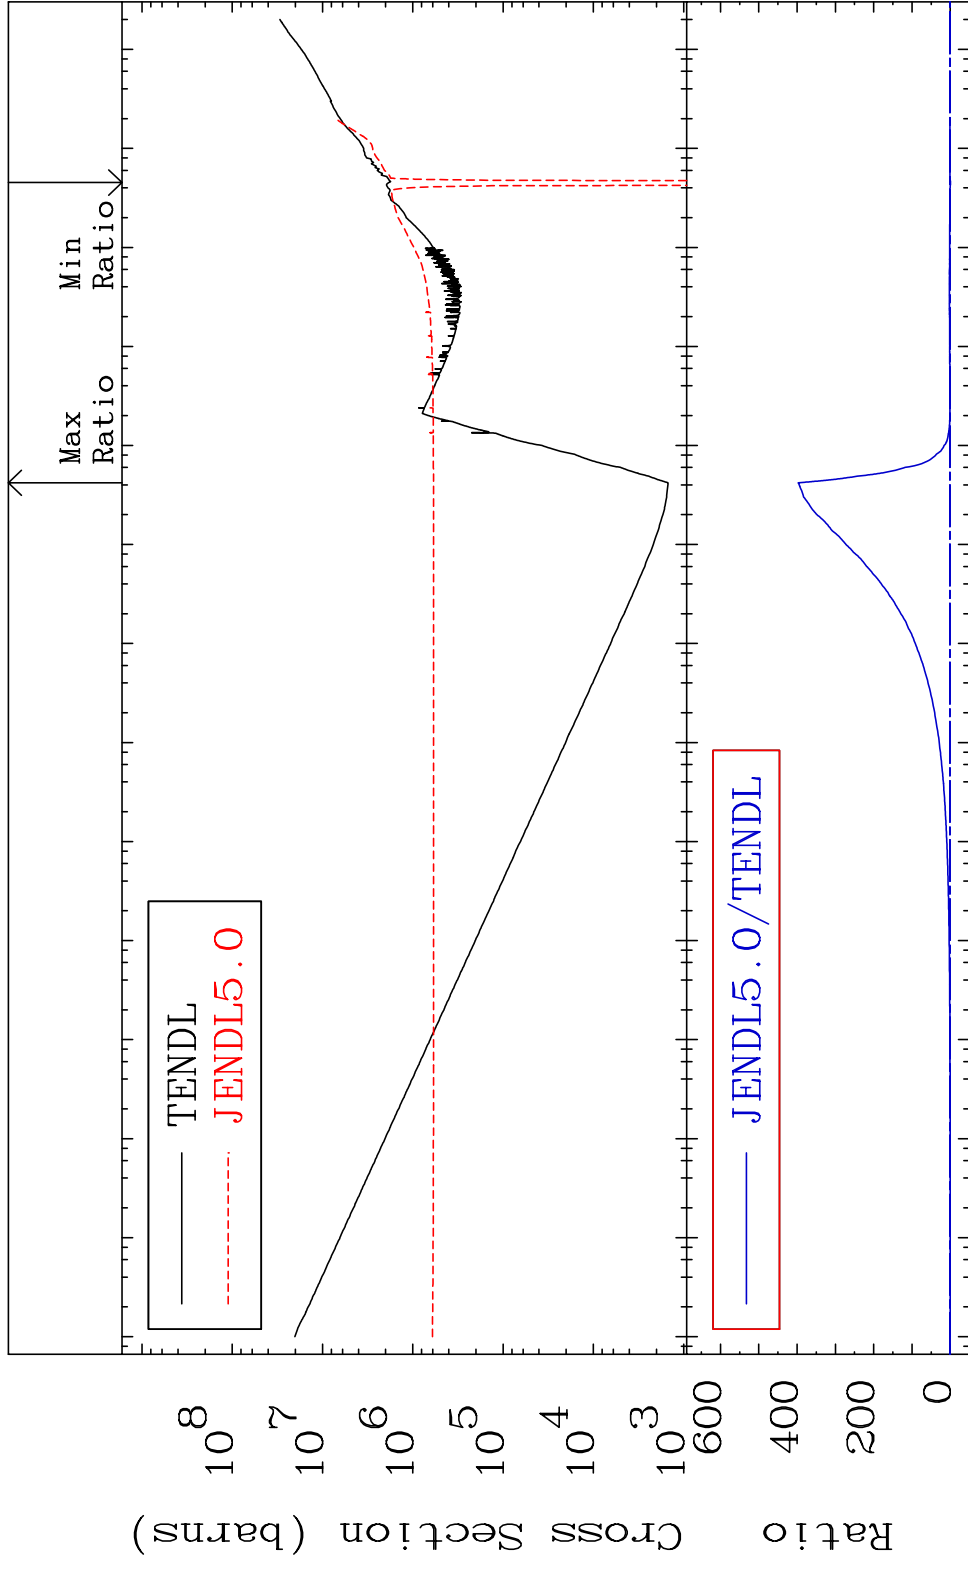 Max
Ratio
Min
Ratio
TENDL
JENDL5.0
10 8
10 7
10 6
10 5
10 4
10 3
Cross Section (barns)
JENDL5.0/TENDL
600
400
200
0
Ratio